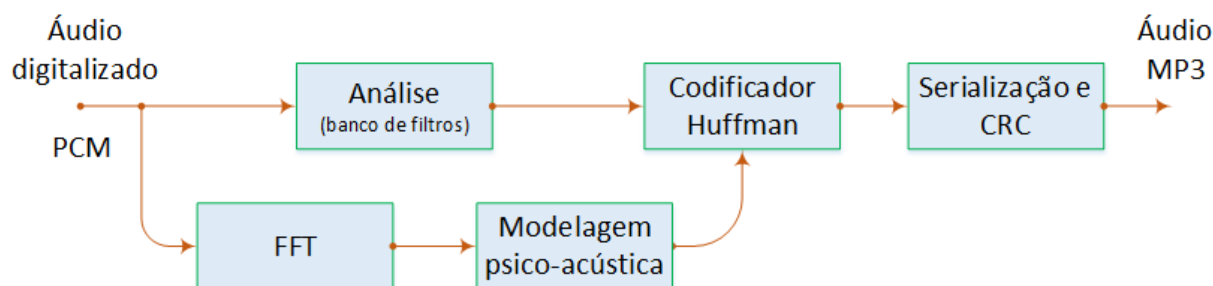 Áudio
digitalizado
PCM
Análise
(banco de filtros)
Codificador
Huffman
Serialização e
CRC
Áudio
MP3
FFT
Modelagem
psico-acústica